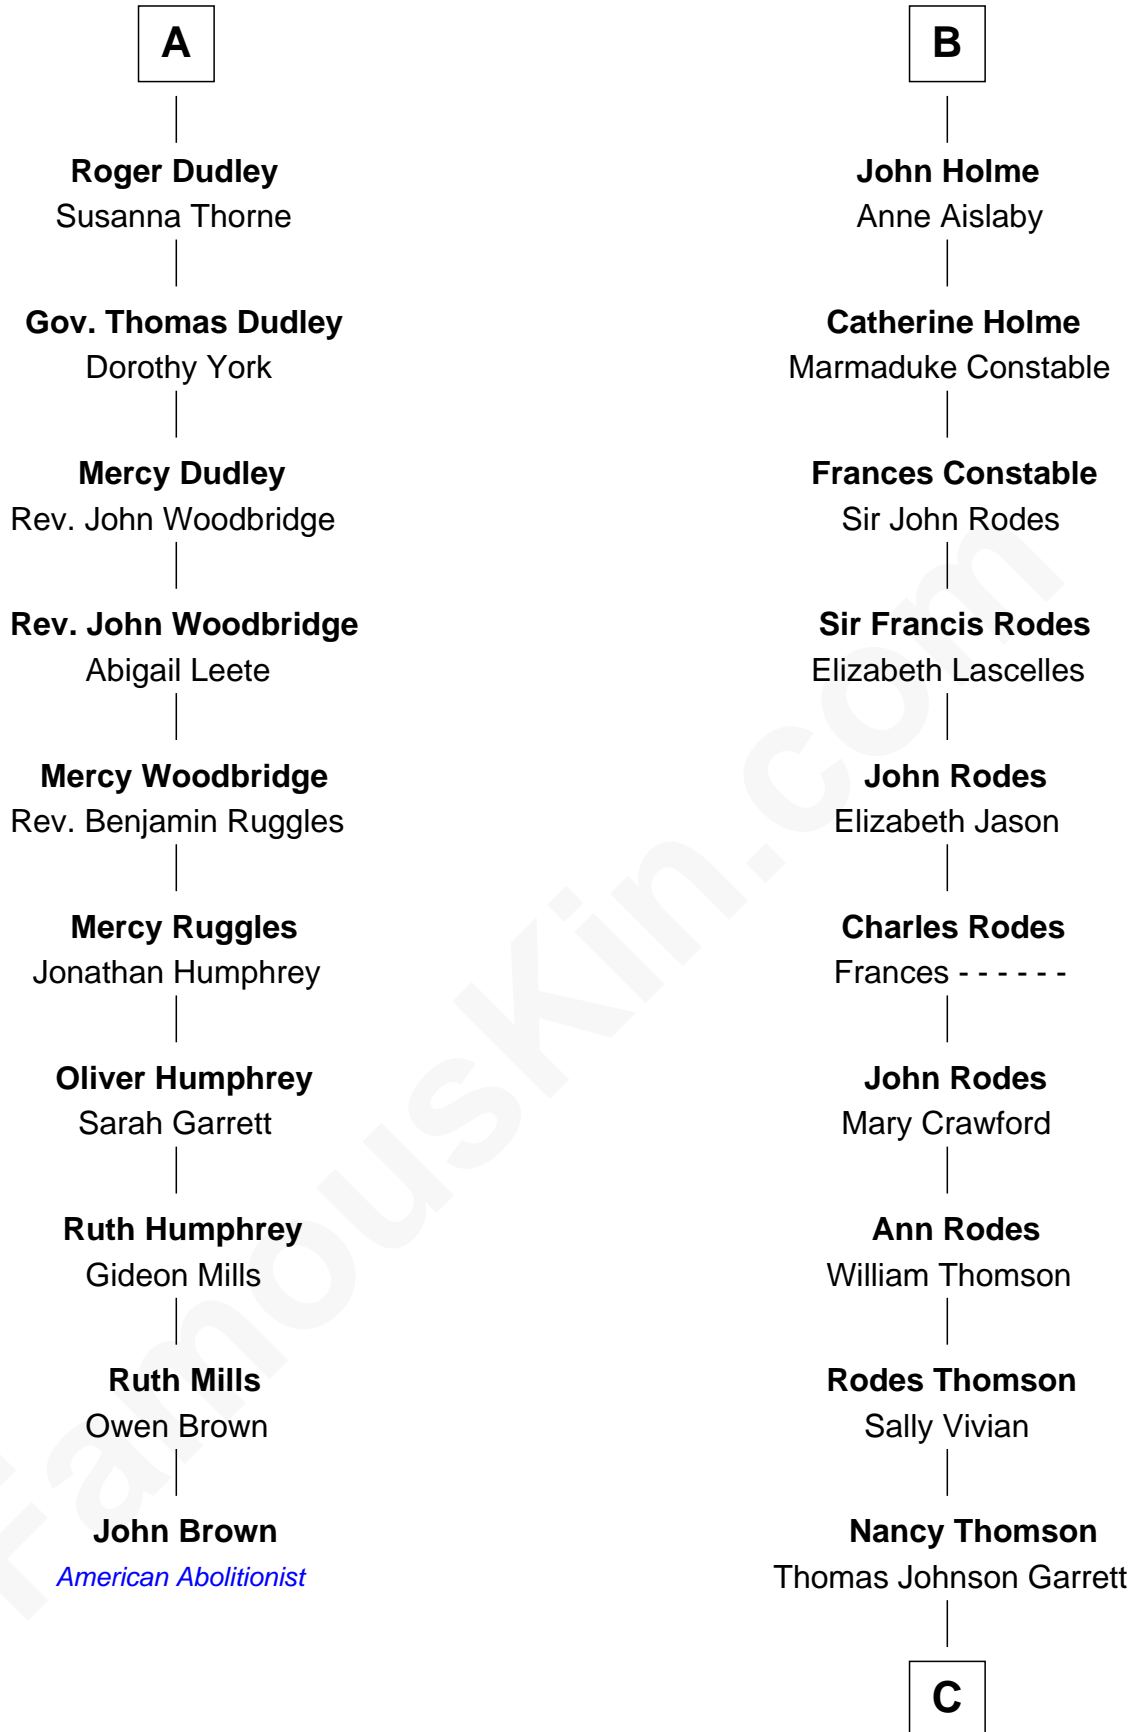 A
Roger Dudley
Susanna Thorne
Gov. Thomas Dudley
Dorothy York
Mercy Dudley
Rev. John Woodbridge
Rev. John Woodbridge
Abigail Leete
Mercy Woodbridge
Rev. Benjamin Ruggles
Mercy Ruggles
Jonathan Humphrey
Oliver Humphrey
Sarah Garrett
Ruth Humphrey
Gideon Mills
Ruth Mills
Owen Brown
John Brown
American Abolitionist
B
John Holme
Anne Aislaby
Catherine Holme
Marmaduke Constable
Frances Constable
Sir John Rodes
Sir Francis Rodes
Elizabeth Lascelles
John Rodes
Elizabeth Jason
Charles Rodes
Frances - - - - - -
John Rodes
Mary Crawford
Ann Rodes
William Thomson
Rodes Thomson
Sally Vivian
Nancy Thomson
Thomas Johnson Garrett
C
FamousKin.com